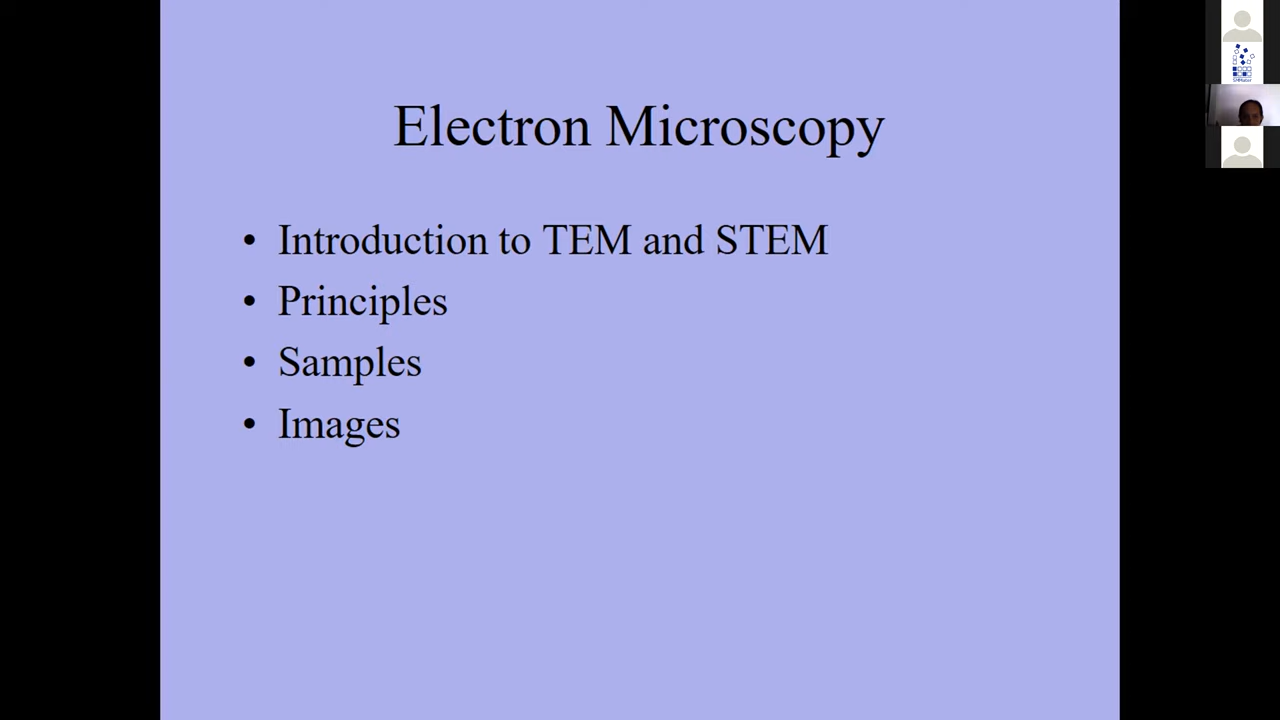 Electron Microscopy
• Introduction to TEM and STEM
• Principles
• Samples
• Images